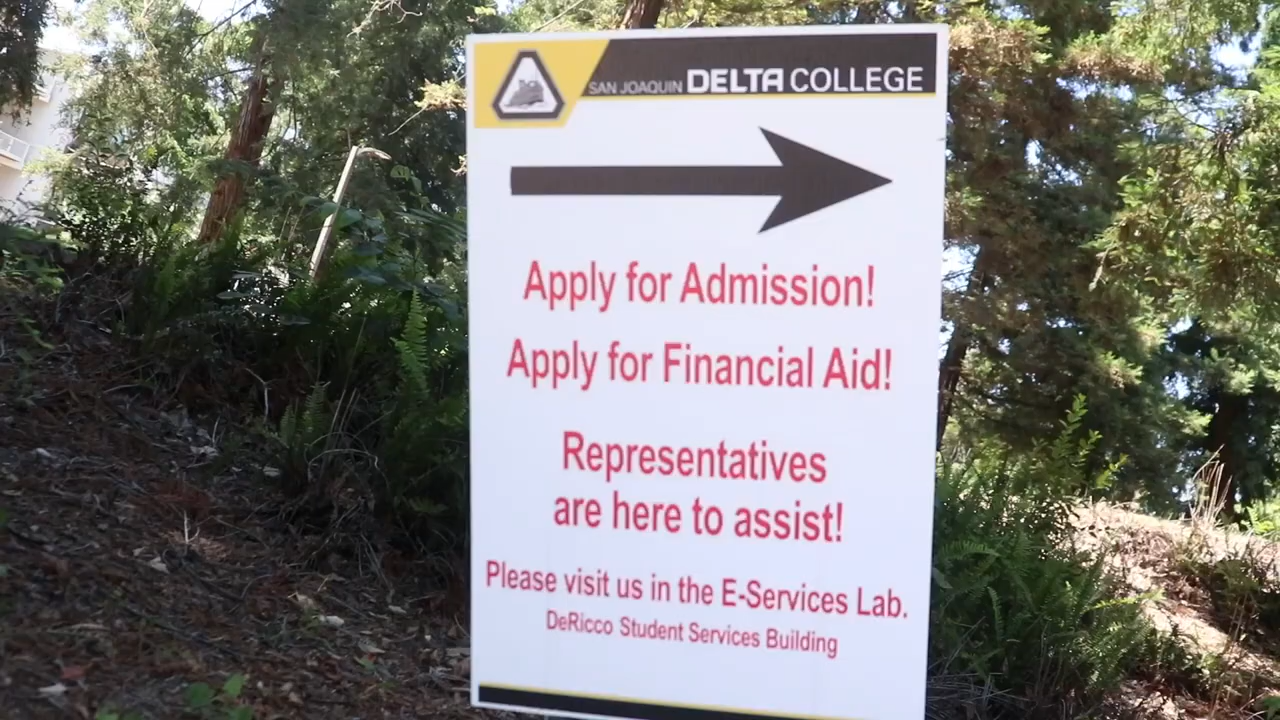 SAN JOAQUIN DELTA COLLEGE
Apply for Admission!
Apply for Financial Aid!
Representatives
are here to assist!
Please visit us in the E-Services Lab.
DeRicco Student Services Building